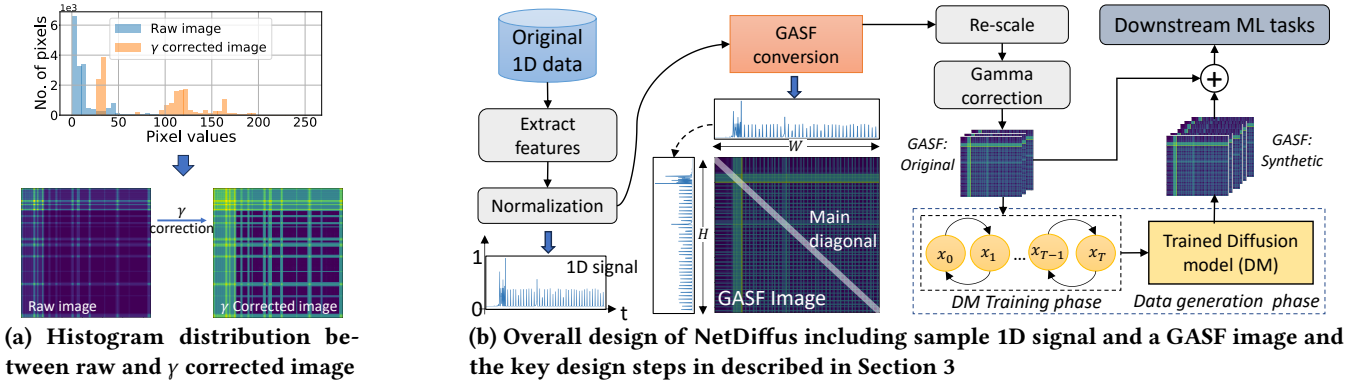 1e3
No. of pixels
6
4
2
0
Raw image
γ corrected image
0 50 100 150 200 250
Pixel values
γ
correction
Raw image
γ Corrected image
(a) Histogram distribution be-
tween raw and γ corrected image
Original
1D data
Extract
features
Normalization
1
0
1D signal
t
GASF
conversion
W
H
Main
diagonal
GASF Image
Re-scale
Gamma
correction
GASF:
Original
Downstream ML tasks
+
GASF:
Synthetic
x0 x1 ... xT−1 xT
DM Training phase
Trained Diffusion
model (DM)
Data generation phase
(b) Overall design of NetDiffus including sample 1D signal and a GASF image and
the key design steps in described in Section 3